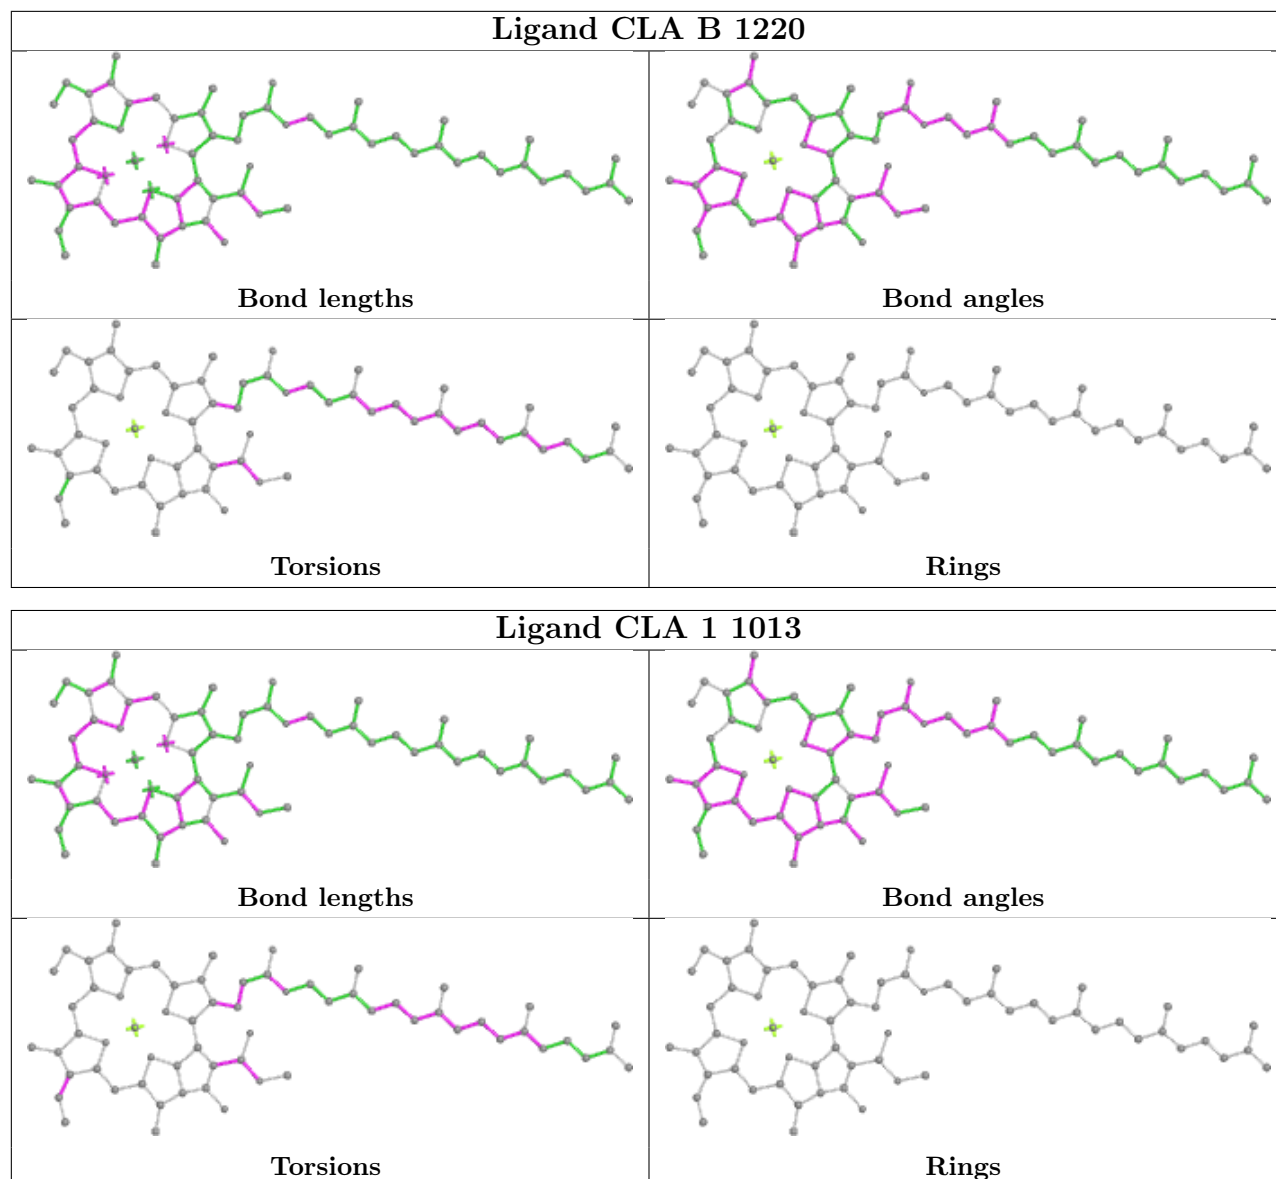 Ligand CLA B 1220
Bond lengths
Bond angles
Torsions
Rings
Ligand CLA 1 1013
Bond lengths
Bond angles
Torsions
Rings